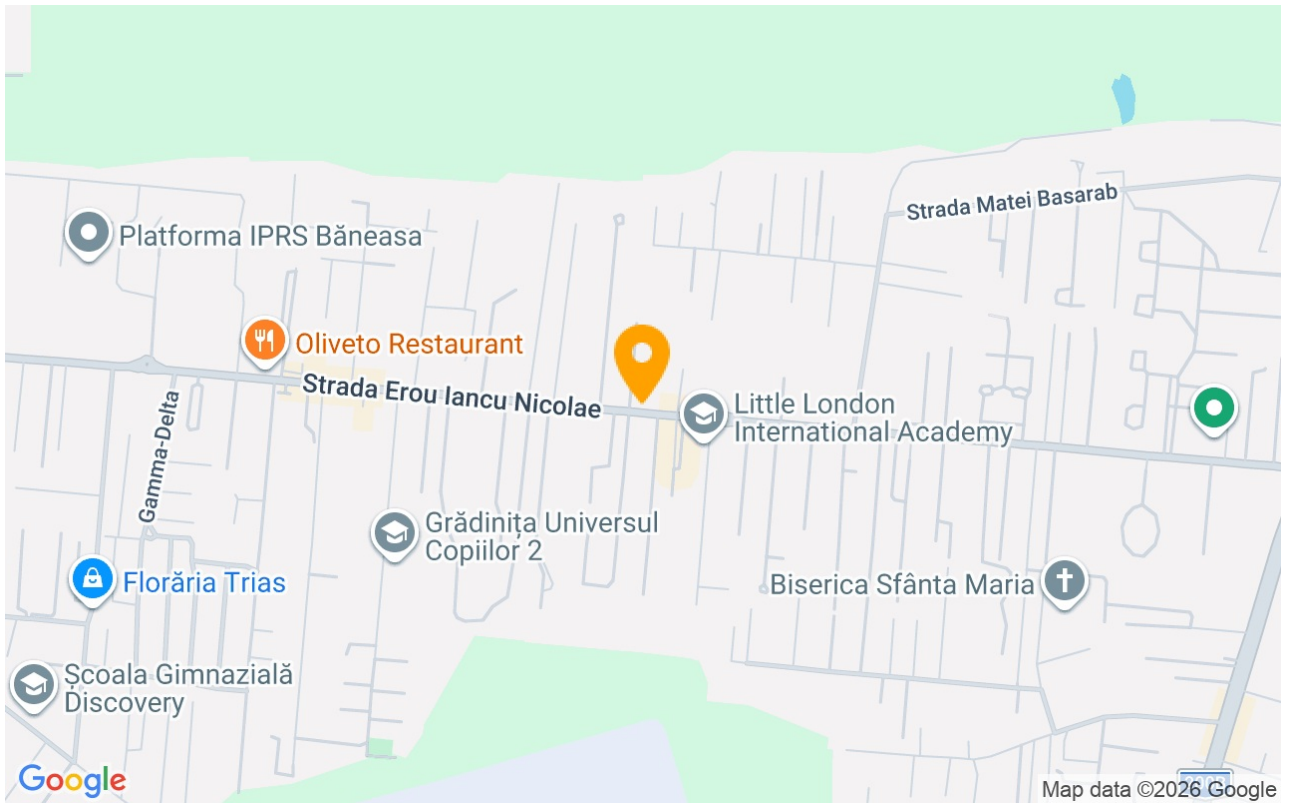 Strada Matei Basarab
Platforma IPRS Băneasa
Oliveto Restaurant
Strada Erou Iancu Nicolae
Little London
International Academy
Gamma-Delta
Grădinița Universul
Copiilor 2
Florăria Trias
Biserica Sfânta Maria
Școala Gimnazială
Discovery
Google
Map data ©2026 Google